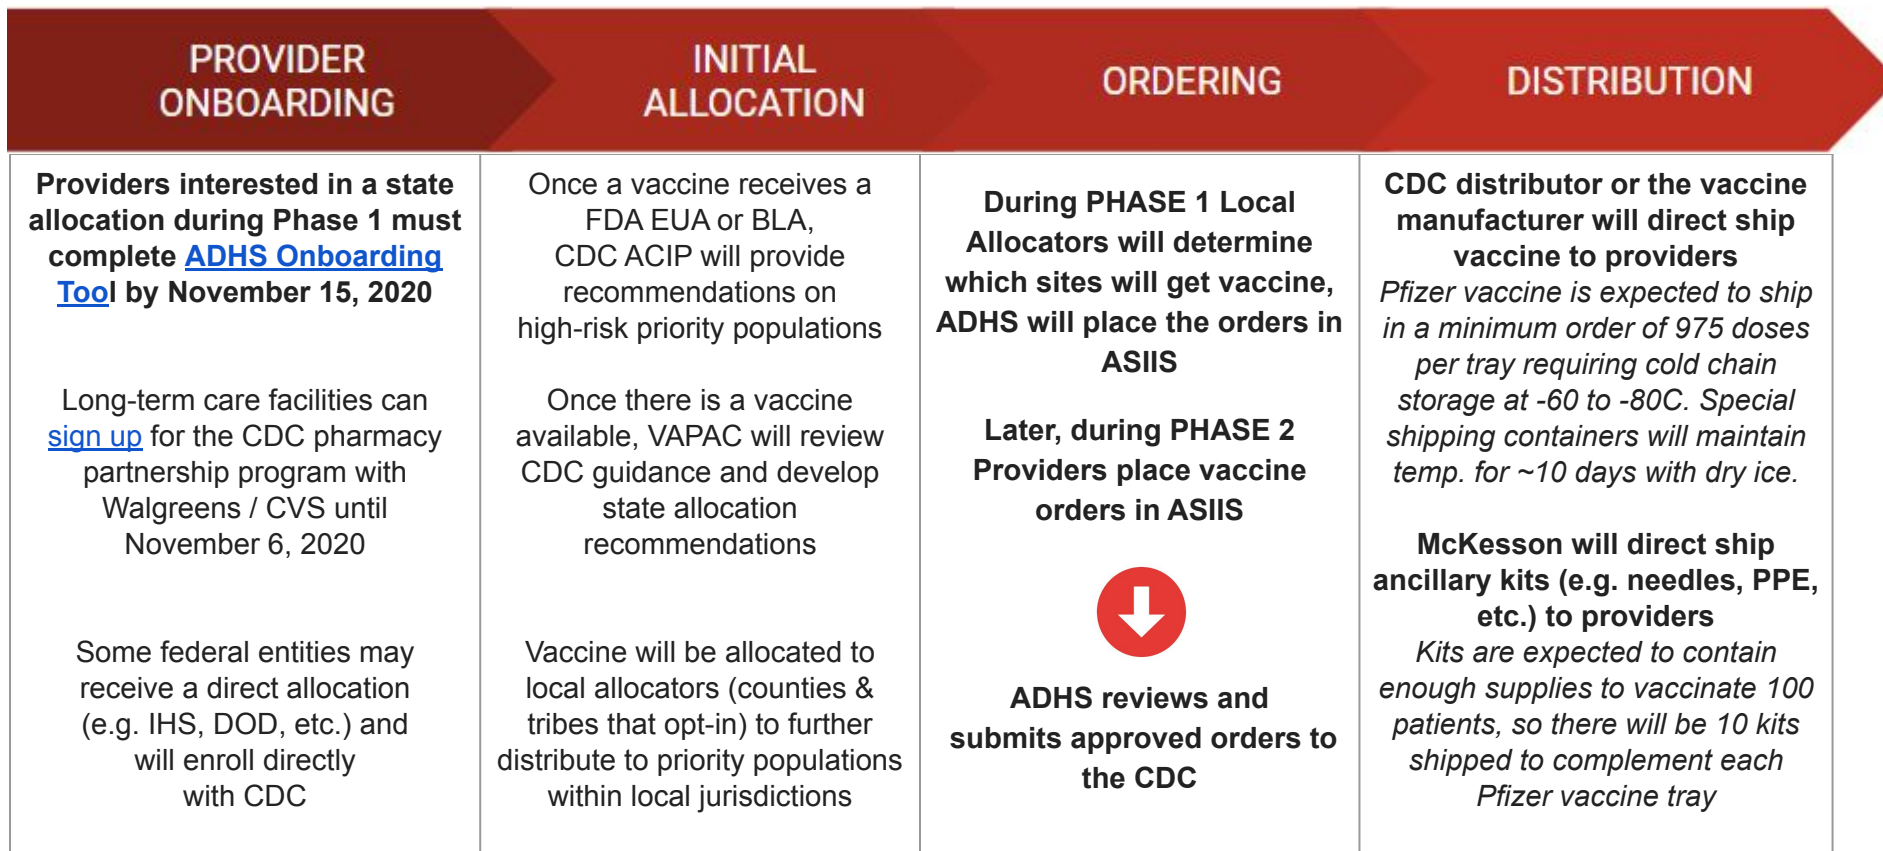 PROVIDER
ONBOARDING
INITIAL
ALLOCATION
ORDERING
DISTRIBUTION
Providers interested in a state
allocation during Phase 1 must
complete ADHS Onboarding
Tool by November 15, 2020
Long-term care facilities can
sign up for the CDC pharmacy
partnership program with
Walgreens / CVS until
November 6, 2020
Some federal entities may
receive a direct allocation
(e.g. IHS, DOD, etc.) and
will enroll directly
with CDC
Once a vaccine receives a
FDA EUA or BLA,
CDC ACIP will provide
recommendations on
high-risk priority populations
Once there is a vaccine
available, VAPAC will review
CDC guidance and develop
state allocation
recommendations
Vaccine will be allocated to
local allocators (counties &
tribes that opt-in) to further
distribute to priority populations
within local jurisdictions
During PHASE 1 Local
Allocators will determine
which sites will get vaccine,
ADHS will place the orders in
ASIIS
Later, during PHASE 2
Providers place vaccine
orders in ASIIS
ADHS reviews and
submits approved orders to
the CDC
CDC distributor or the vaccine
manufacturer will direct ship
vaccine to providers
Pfizer vaccine is expected to ship
in a minimum order of 975 doses
per tray requiring cold chain
storage at -60 to -80C. Special
shipping containers will maintain
temp. for ~10 days with dry ice.
McKesson will direct ship
ancillary kits (e.g. needles, PPE,
etc.) to providers
Kits are expected to contain
enough supplies to vaccinate 100
patients, so there will be 10 kits
shipped to complement each
Pfizer vaccine tray